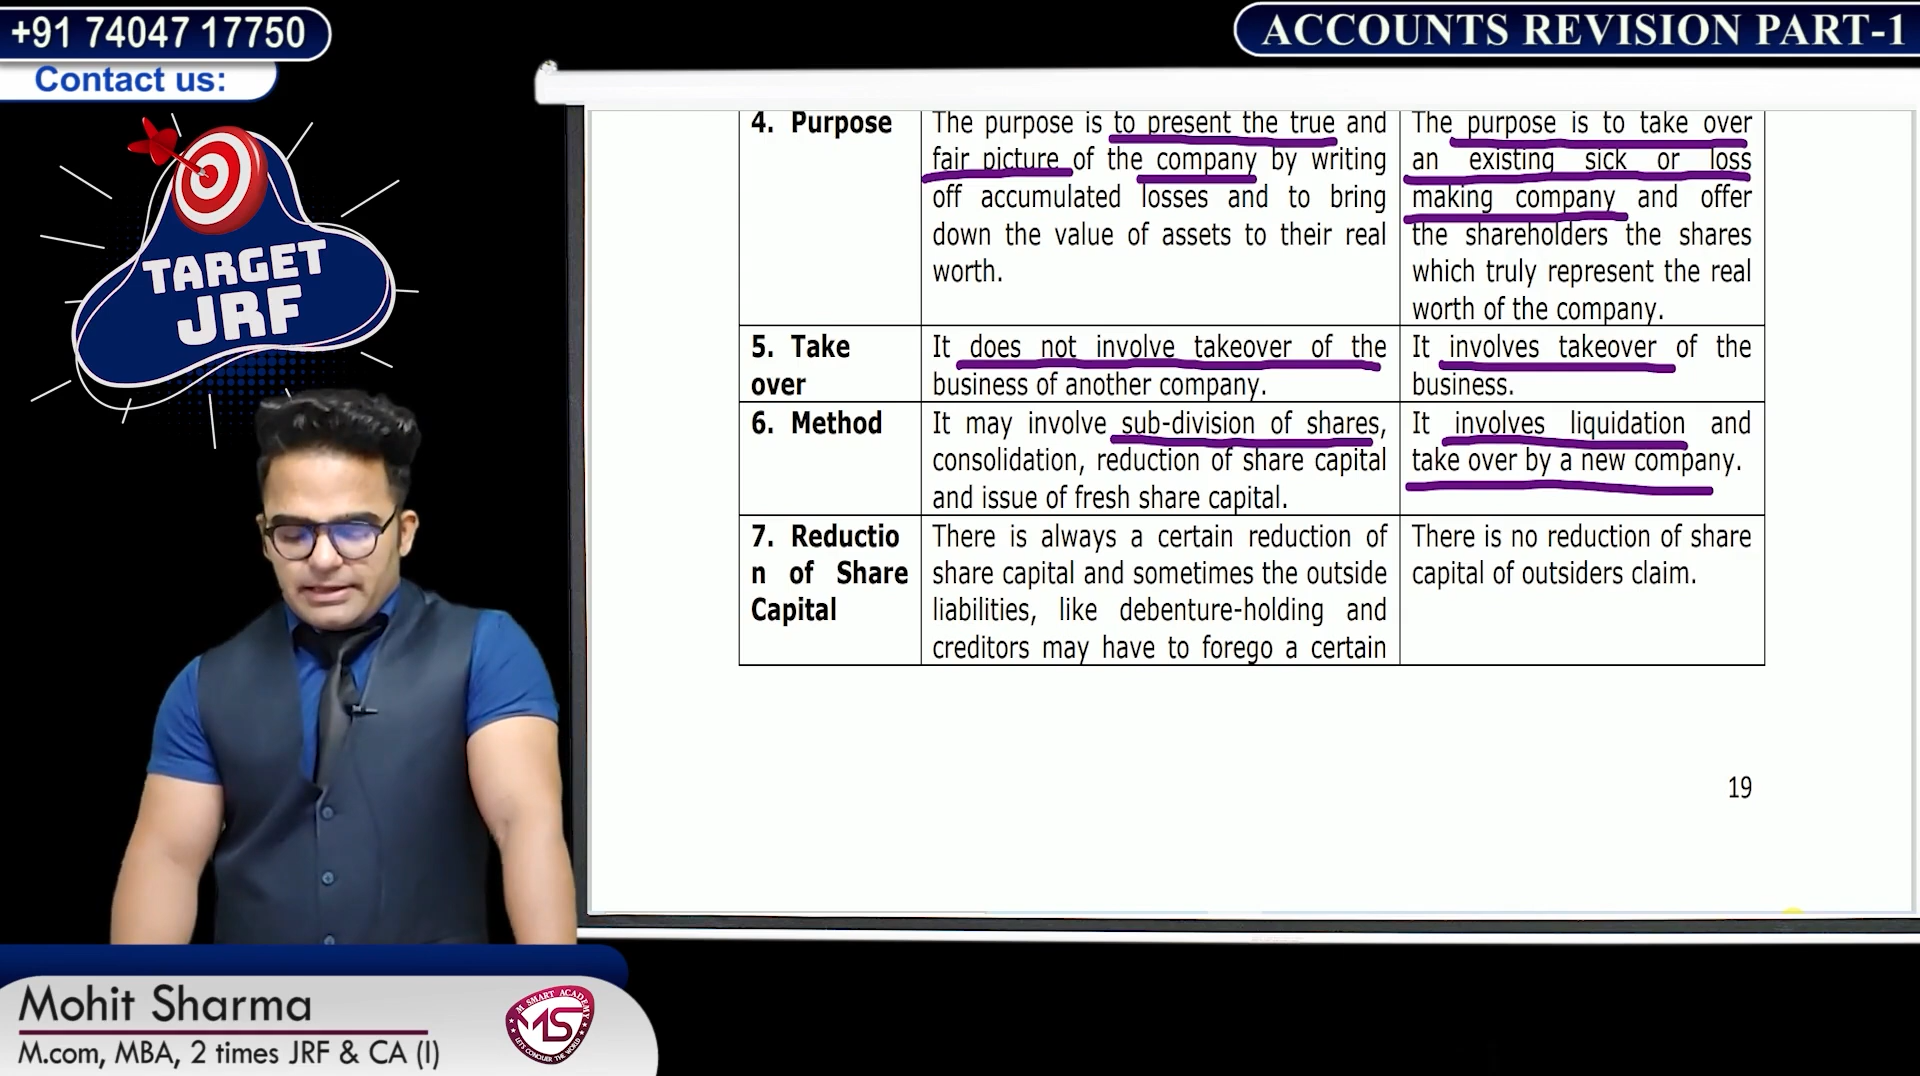 +91 74047 17750
Contact us:
ACCOUNTS REVISION PART-1
TARGET
JRF
4. Purpose
The purpose is to present the true and
fair picture of the company by writing
off accumulated losses and to bring
down the value of assets to their real
worth.
The purpose is to take over
an existing sick or loss
making company and offer
the shareholders the shares
which truly represent the real
worth of the company.
5. Take
over
It does not involve takeover of the
business of another company.
It involves takeover of the
business.
6. Method
It may involve sub-division of shares,
consolidation, reduction of share capital
and issue of fresh share capital.
It involves liquidation and
take over by a new company.
7. Reductio
n of Share
Capital
There is always a certain reduction of
share capital and sometimes the outside
liabilities, like debenture-holding and
creditors may have to forego a certain
There is no reduction of share
capital of outsiders claim.
19
Mohit Sharma
M.com, MBA, 2 times JRF & CA (I)
M SMART ACADEMY
MS
LETS CONQUER THE WORLD